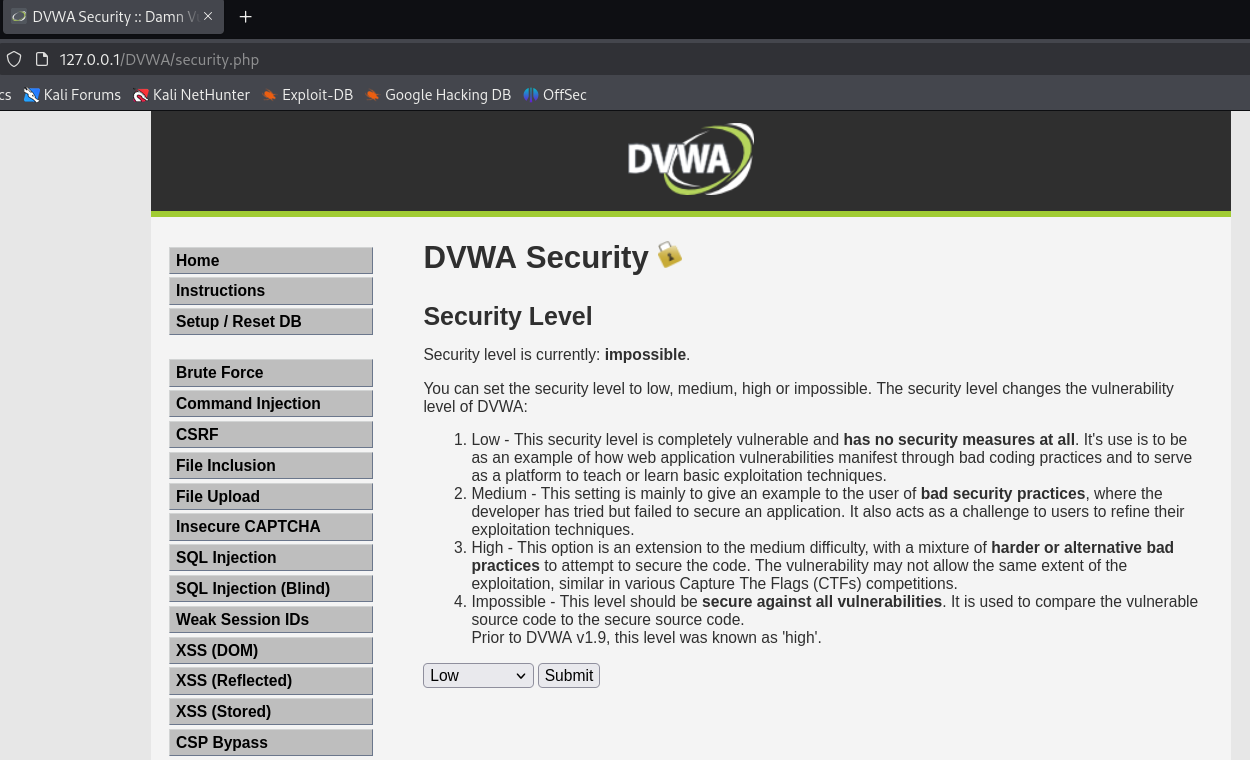 DVWA Security :: Damn Vu
127.0.0.1/DVWA/security.php
cs Kali Forums Kali NetHunter Exploit-DB Google Hacking DB OffSec
DVWA
Home
Instructions
Setup / Reset DB
Brute Force
Command Injection
CSRF
File Inclusion
File Upload
Insecure CAPTCHA
SQL Injection
SQL Injection (Blind)
Weak Session IDs
XSS (DOM)
XSS (Reflected)
XSS (Stored)
CSP Bypass
DVWA Security
Security Level
Security level is currently: impossible.
You can set the security level to low, medium, high or impossible. The security level changes the vulnerability
level of DVWA:
1. Low - This security level is completely vulnerable and has no security measures at all. It's use is to be
as an example of how web application vulnerabilities manifest through bad coding practices and to serve
as a platform to teach or learn basic exploitation techniques.
2. Medium - This setting is mainly to give an example to the user of bad security practices, where the
developer has tried but failed to secure an application. It also acts as a challenge to users to refine their
exploitation techniques.
3. High - This option is an extension to the medium difficulty, with a mixture of harder or alternative bad
practices to attempt to secure the code. The vulnerability may not allow the same extent of the
exploitation, similar in various Capture The Flags (CTFs) competitions.
4. Impossible - This level should be secure against all vulnerabilities. It is used to compare the vulnerable
source code to the secure source code.
Prior to DVWA v1.9, this level was known as 'high'.
Low Submit